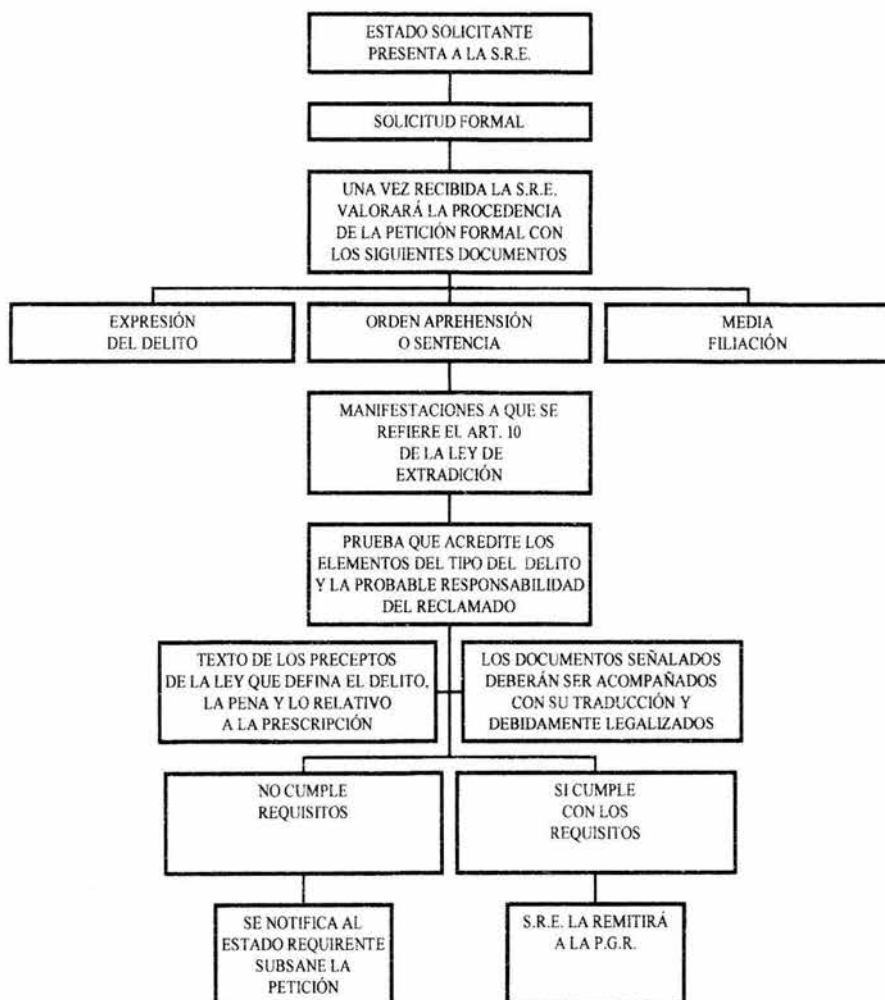 ESTADO SOLICITANTE
PRESENTA A LA S.R.E.
SOLICITUD FORMAL
UNA VEZ RECIBIDA LA S.R.E.
VALORARÁ LA PROCEDENCIA
DE LA PETICIÓN FORMAL CON
LOS SIGUIENTES DOCUMENTOS
EXPRESIÓN
DEL DELITO
ORDEN APREHENSIÓN
O SENTENCIA
MEDIA
FILIACIÓN
MANIFESTACIONES A QUE SE
REFIERE EL ART. 10
DE LA LEY DE
EXTRADICIÓN
PRUEBA QUE ACREDITE LOS
ELEMENTOS DEL TIPO DEL DELITO
Y LA PROBABLE RESPONSABILIDAD
DEL RECLAMADO
TEXTO DE LOS PRECEPTOS
DE LA LEY QUE DEFINA EL DELITO,
LA PENA Y LO RELATIVO
A LA PRESCRIPCIÓN
LOS DOCUMENTOS SEÑALADOS
DEBERÁN SER ACOMPAÑADOS
CON SU TRADUCCIÓN Y
DEBIDAMENTE LEGALIZADOS
NO CUMPLE
REQUISITOS
SI CUMPLE
CON LOS
REQUISITOS
SE NOTIFICA AL
ESTADO REQUIRENTE
SUBSANE LA
PETICIÓN
S.R.E. LA REMITIRÁ
A LA P.G.R.